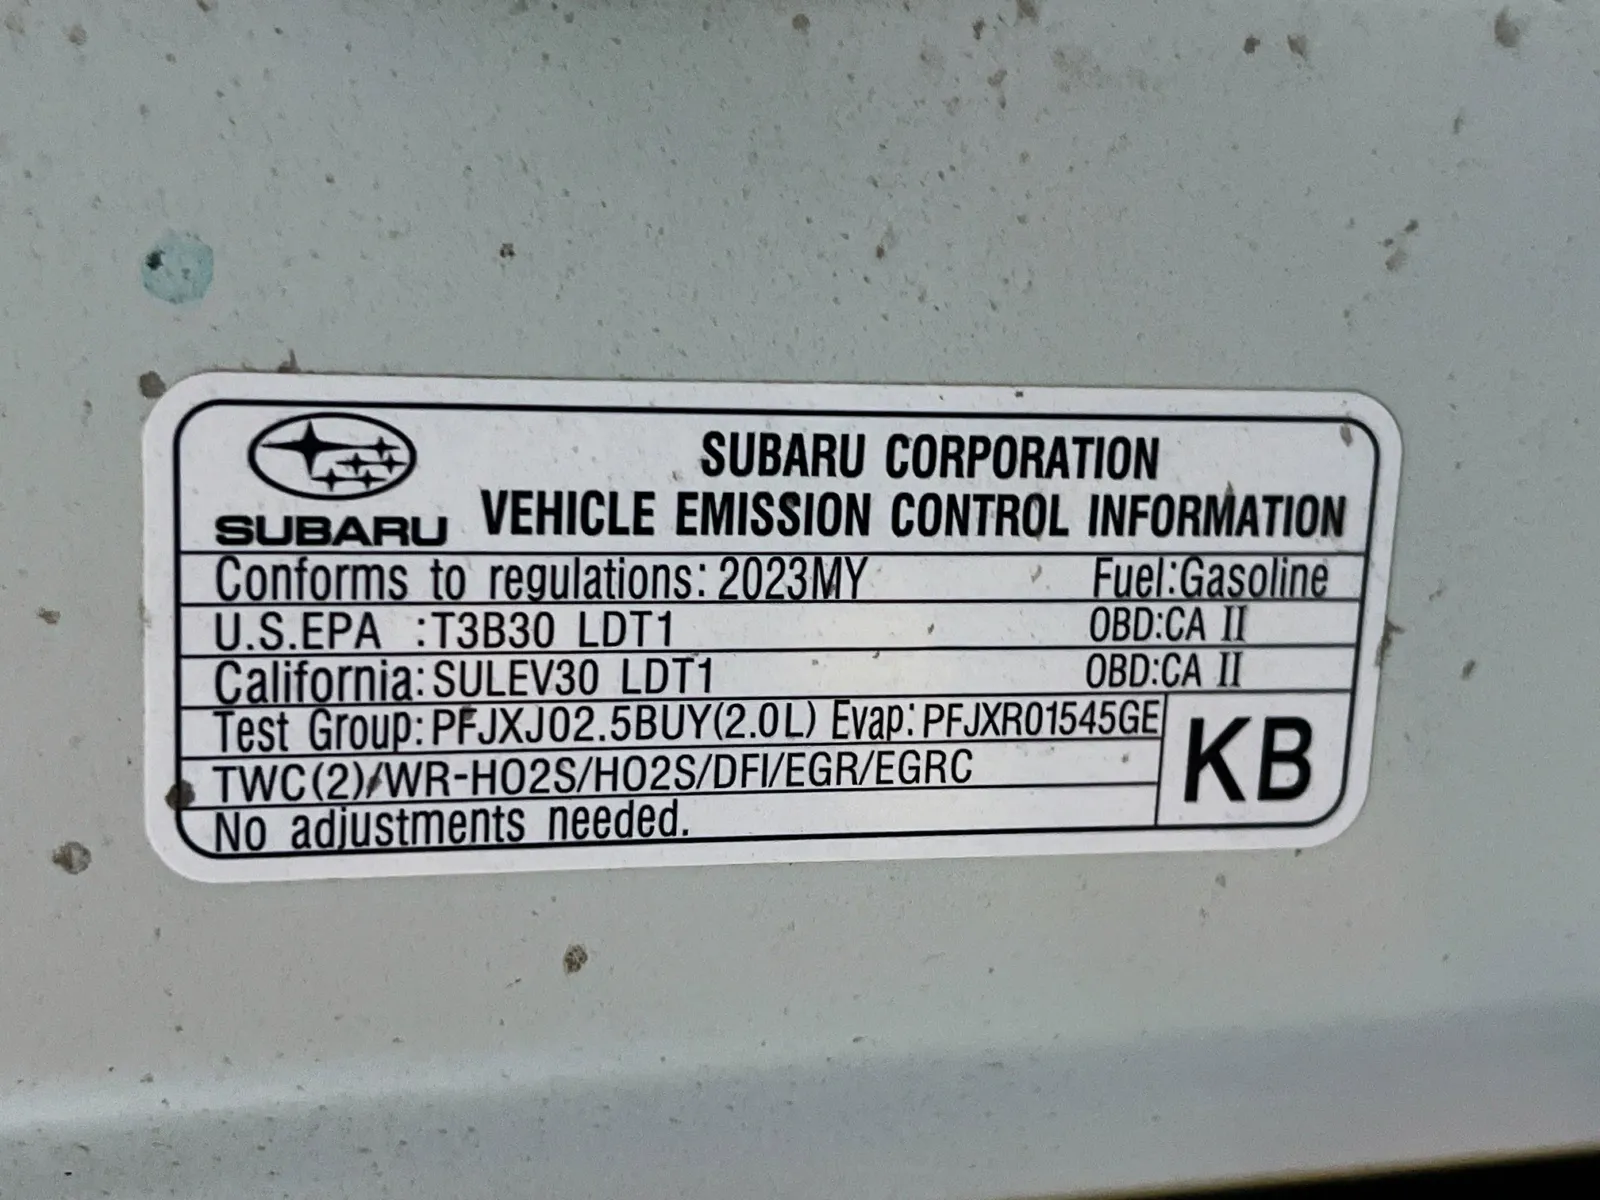 SUBARU CORPORATION
SUBARU VEHICLE EMISSION CONTROL INFORMATION
Conforms to regulations: 2023MY Fuel:Gasoline
U.S.EPA :T3B30 LDT1 OBD:CA II
California: SULEV30 LDT1 OBD:CA II
Test Group: PFJXJ02.5BUY(2.0L) Evap: PFJXR01545GE
TWC(2)/WR-HO2S/HO2S/DFI/EGR/EGRC
KB
No adjustments needed.